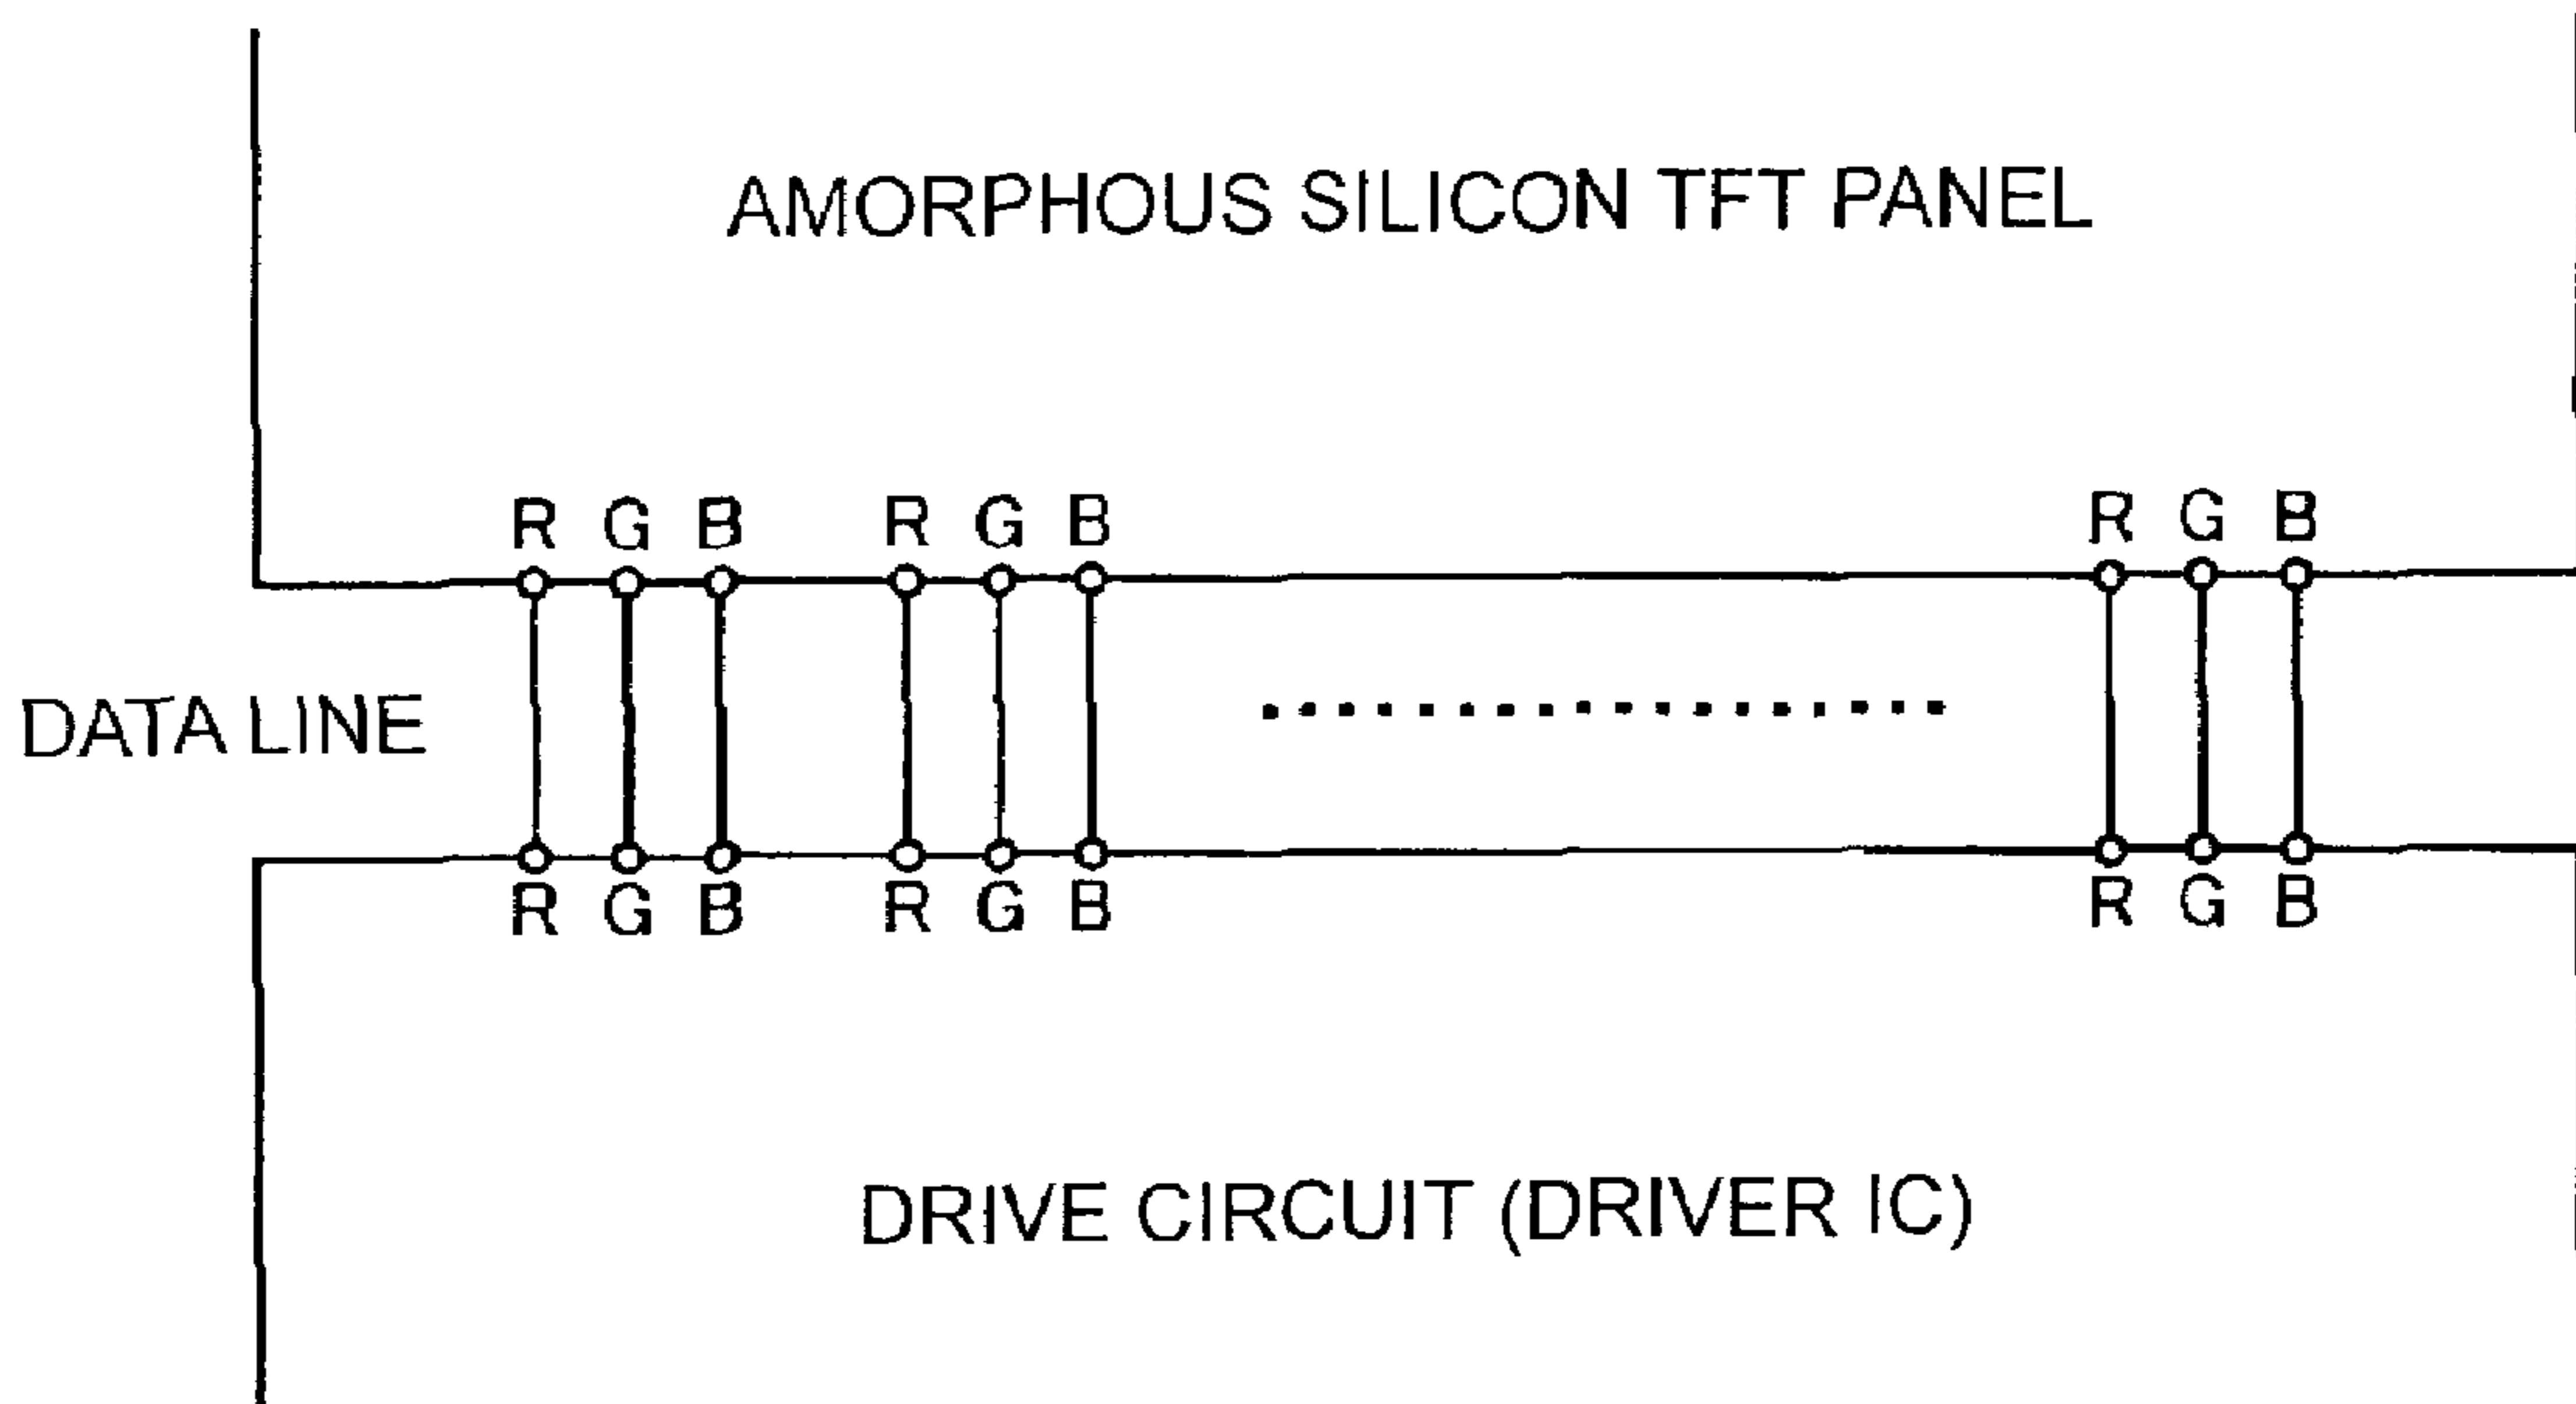 AMORPHOUS SILICON TFT PANEL
R G B R G B R G B
DATA LINE
R G B R G B R G B
DRIVE CIRCUIT (DRIVER IC)